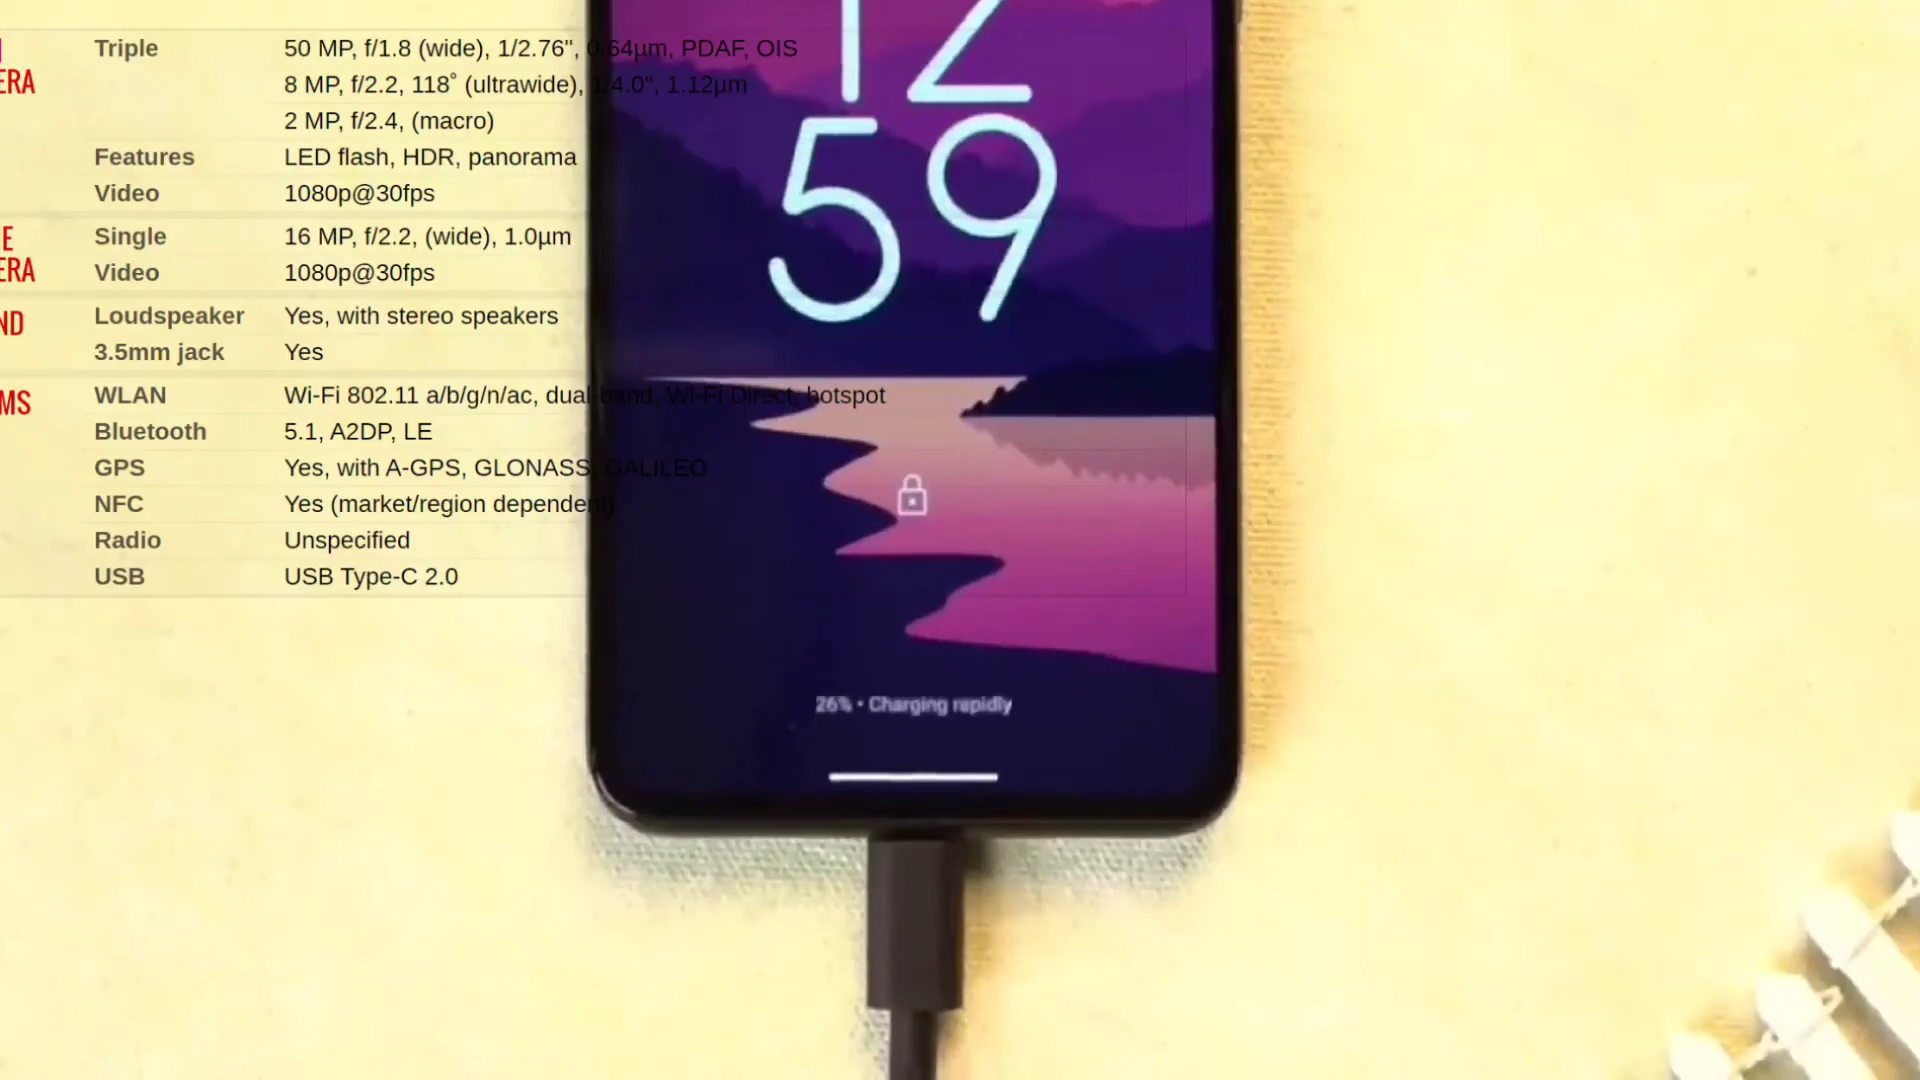 Triple 50 MP, f/1.8 (wide), 1/2.76", 0.64µm, PDAF, OIS
ERA 8 MP, f/2.2, 118˚ (ultrawide), 1/4.0", 1.12µm
2 MP, f/2.4, (macro)
Features LED flash, HDR, panorama
Video 1080p@30fps
E Single 16 MP, f/2.2, (wide), 1.0µm
ERA Video 1080p@30fps
ND Loudspeaker Yes, with stereo speakers
3.5mm jack Yes
MS WLAN Wi-Fi 802.11 a/b/g/n/ac, dual-band, Wi-Fi Direct, hotspot
Bluetooth 5.1, A2DP, LE
GPS Yes, with A-GPS, GLONASS, GALILEO
NFC Yes (market/region dependent)
Radio Unspecified
USB USB Type-C 2.0
12
59
26% • Charging rapidly